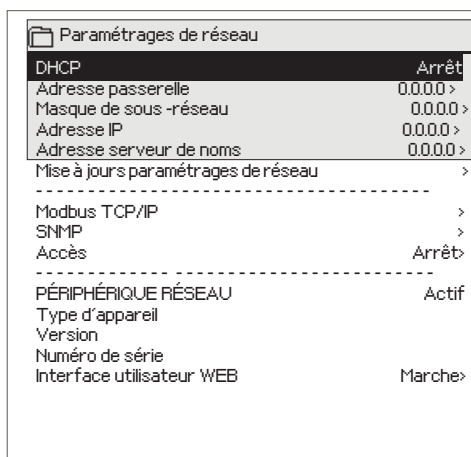 Paramétrages de réseau
DHCP Arrêt
Adresse passerelle 0.0.0.0 >
Masque de sous -réseau 0.0.0.0 >
Adresse IP 0.0.0.0 >
Adresse serveur de noms 0.0.0.0 >
Mise à jours paramétrages de réseau >
Modbus TCP/IP >
SNMP >
Accès Arrêt>
PÉRIPHÉRIQUE RÉSEAU Actif
Type d´appareil
Version
Numéro de série
Interface utilisateur WEB Marche>